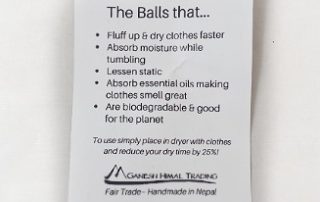 The Balls that...
• Fluff up & dry clothes faster
• Absorb moisture while
tumbling
• Lessen static
• Absorb essential oils making
clothes smell great
• Are biodegradable & good
for the planet
To use simply place in dryer with clothes
and reduce your dry time by 25%!
GANESH HIMAL TRADING
Fair Trade - Handmade in Nepal